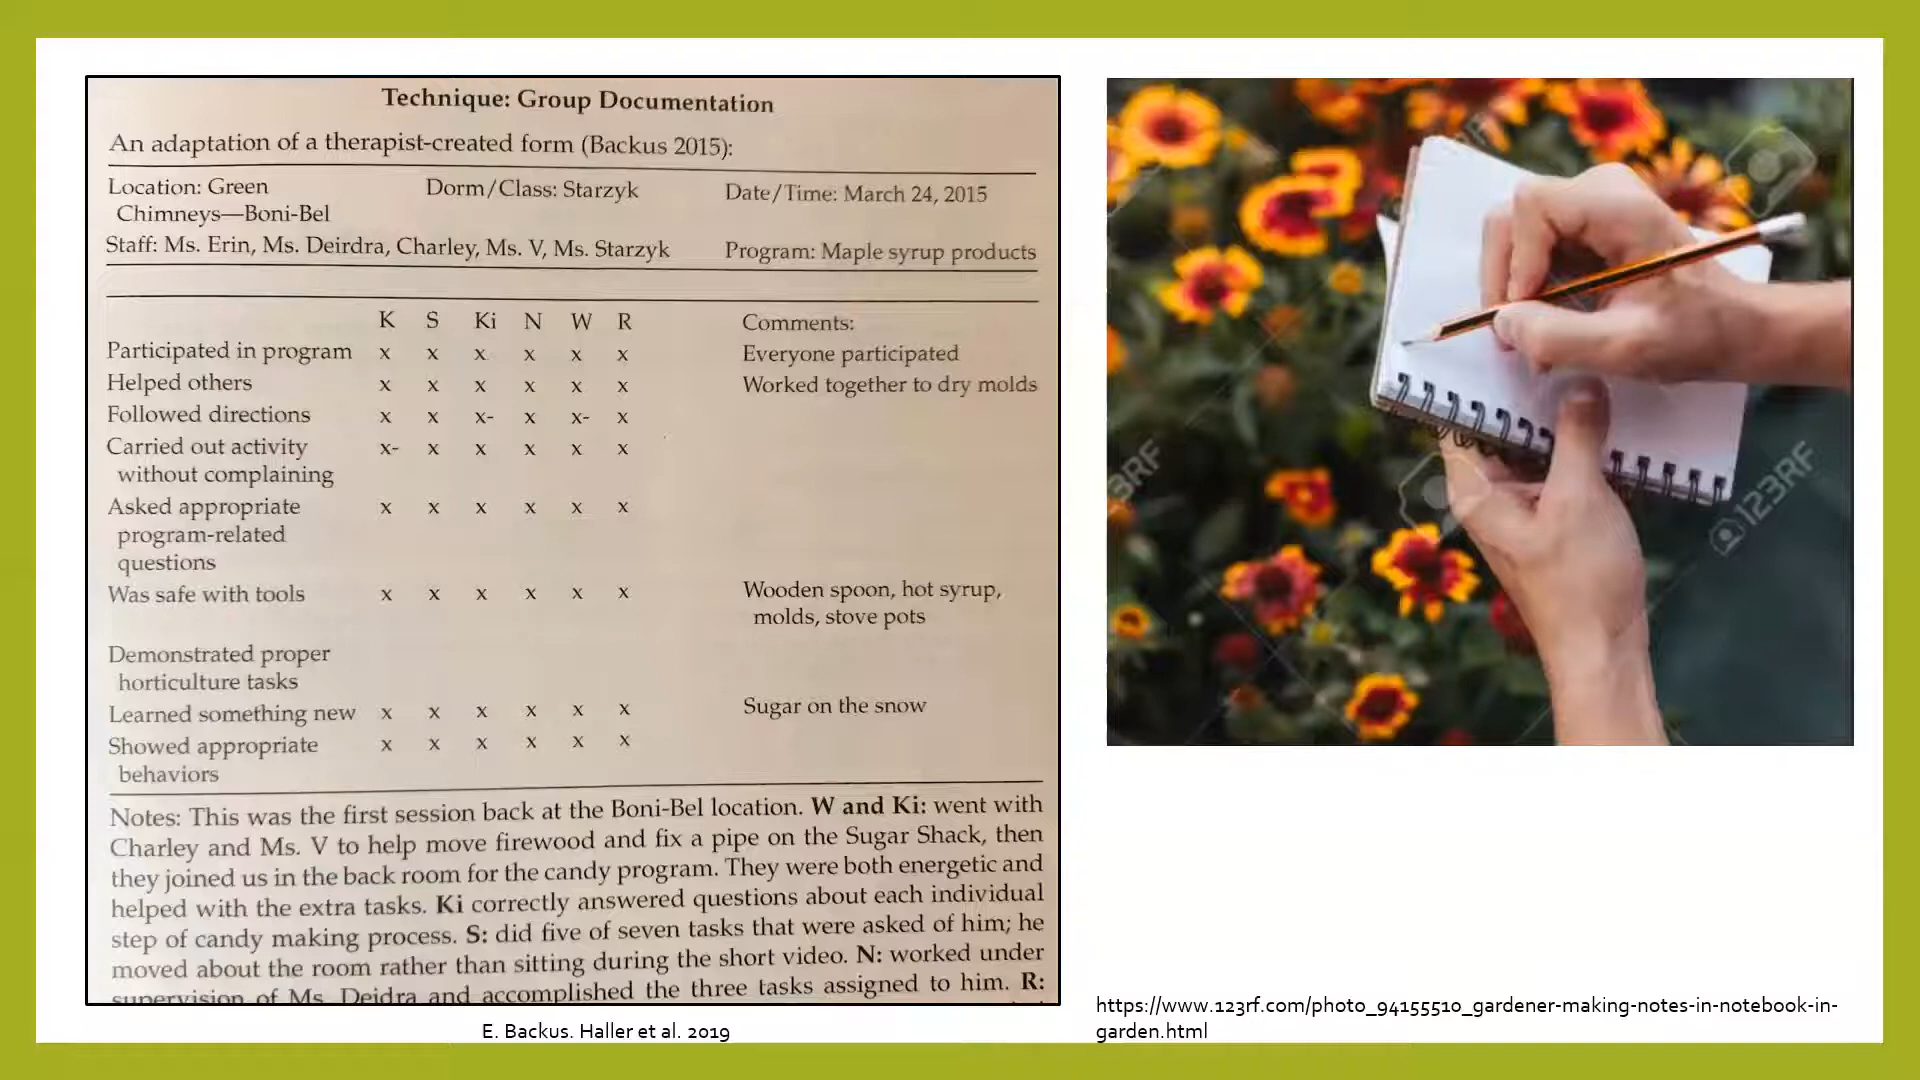 Technique: Group Documentation
An adaptation of a therapist-created form (Backus 2015):
Location: Green Dorm/Class: Starzyk Date/Time: March 24, 2015
Chimneys—Boni-Bel
Staff: Ms. Erin, Ms. Deirdra, Charley, Ms. V, Ms. Starzyk Program: Maple syrup products
K S Ki N W R Comments:
Participated in program x x x x x x Everyone participated
Helped others x x x x x x Worked together to dry molds
Followed directions x x x- x x- x
Carried out activity x- x x x x x
without complaining
Asked appropriate x x x x x x
program-related
questions
Was safe with tools x x x x x x Wooden spoon, hot syrup,
molds, stove pots
Demonstrated proper
horticulture tasks
Learned something new x x x x x x Sugar on the snow
Showed appropriate x x x x x x
behaviors
Notes: This was the first session back at the Boni-Bel location. W and Ki: went with
Charley and Ms. V to help move firewood and fix a pipe on the Sugar Shack, then
they joined us in the back room for the candy program. They were both energetic and
helped with the extra tasks. Ki correctly answered questions about each individual
step of candy making process. S: did five of seven tasks that were asked of him; he
moved about the room rather than sitting during the short video. N: worked under
supervision of Ms. Deidra and accomplished the three tasks assigned to him. R:
E. Backus. Haller et al. 2019
123RF
123RF
https://www.123rf.com/photo_94155510_gardener-making-notes-in-notebook-in-
garden.html